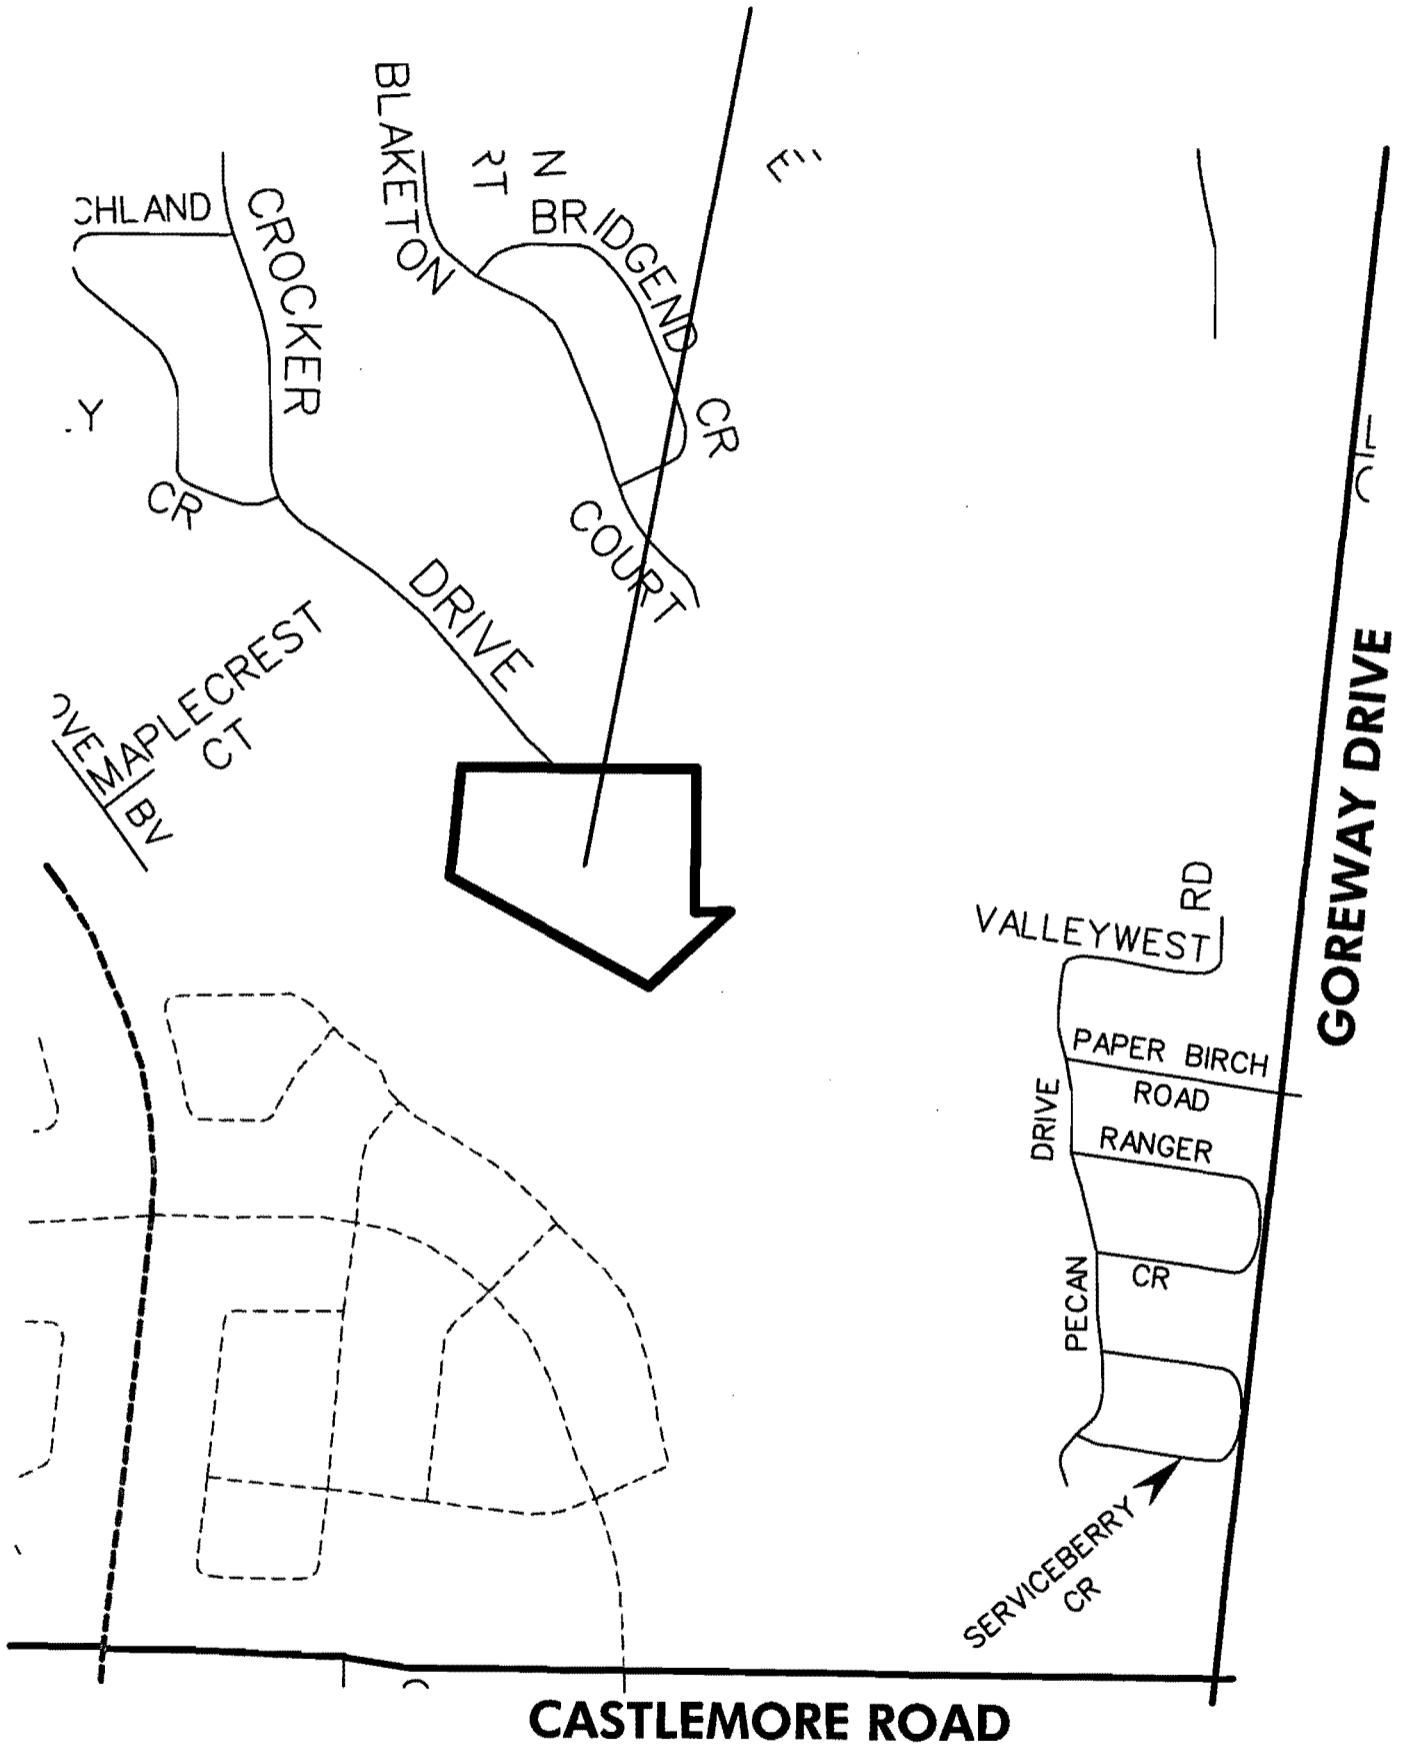 BLAKETON
COURT
RT
N
BRIDGEND
CR
CHLAND
CR
CROCKER
DRIVE
MAPLECREST
CT
OVE
BV
GOREWAY DRIVE
VALLEYWEST
RD
PAPER BIRCH
ROAD
RANGER
CR
PECAN
DRIVE
SERVICEBERRY
CR
CASTLEMORE ROAD